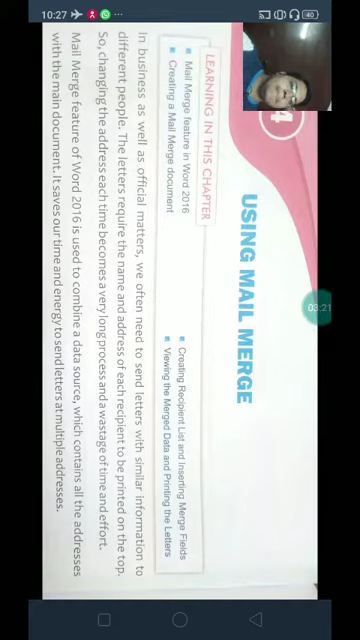 10:27
40
03:21
4
USING MAIL MERGE
LEARNING IN THIS CHAPTER
Mail Merge feature in Word 2016
Creating a Mail Merge document
Creating Recipient List and Inserting Merge Fields
Viewing the Merged Data and Printing the Letters
In business as well as official matters, we often need to send letters with similar information to
different people. The letters require the name and address of each recipient to be printed on the top.
So, changing the address each time becomes a very long process and a wastage of time and effort.
Mail Merge feature of Word 2016 is used to combine a data source, which contains all the addresses
with the main document. It saves our time and energy to send letters at multiple addresses.